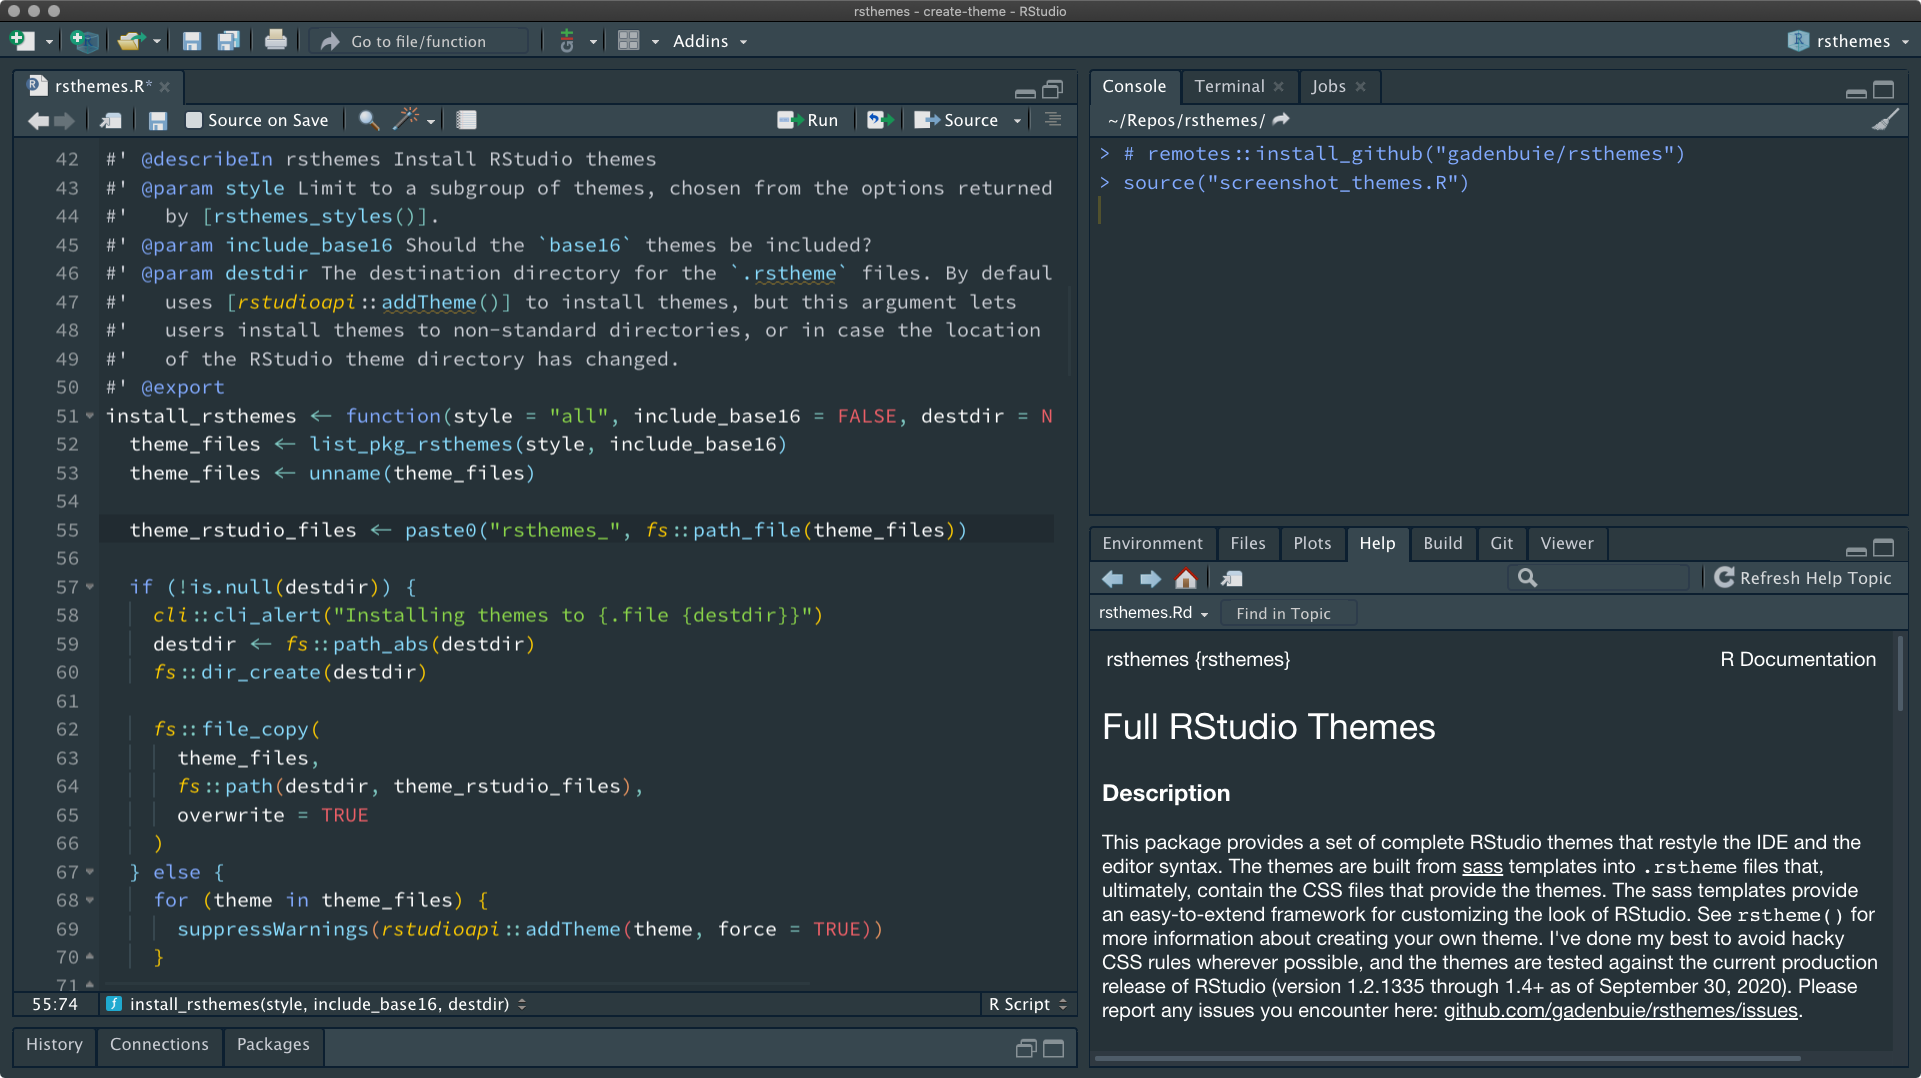 rsthemes - create-theme - RStudio
Go to file/function
Addins
rsthemes
rsthemes.R*
Source on Save
Run
Source
42 #' @describeIn rsthemes Install RStudio themes
43 #' @param style Limit to a subgroup of themes, chosen from the options returned
44 #'   by [rsthemes_styles()].
45 #' @param include_base16 Should the `base16` themes be included?
46 #' @param destdir The destination directory for the `.rstheme` files. By defaul
47 #'   uses [rstudioapi::addTheme()] to install themes, but this argument lets
48 #'   users install themes to non-standard directories, or in case the location
49 #'   of the RStudio theme directory has changed.
50 #' @export
51 install_rsthemes <- function(style = "all", include_base16 = FALSE, destdir = N
52   theme_files <- list_pkg_rsthemes(style, include_base16)
53   theme_files <- unname(theme_files)
54
55   theme_rstudio_files <- paste0("rsthemes_", fs::path_file(theme_files))
56
57   if (!is.null(destdir)) {
58     cli::cli_alert("Installing themes to {.file {destdir}}")
59     destdir <- fs::path_abs(destdir)
60     fs::dir_create(destdir)
61
62     fs::file_copy(
63       theme_files,
64       fs::path(destdir, theme_rstudio_files),
65       overwrite = TRUE
66     )
67   } else {
68     for (theme in theme_files) {
69       suppressWarnings(rstudioapi::addTheme(theme, force = TRUE))
70     }
71
55:74 install_rsthemes(style, include_base16, destdir) R Script
History Connections Packages
Console Terminal Jobs
~/Repos/rsthemes/
> # remotes::install_github("gadenbuie/rsthemes")
> source("screenshot_themes.R")
Environment Files Plots Help Build Git Viewer
Refresh Help Topic
rsthemes.Rd Find in Topic
rsthemes {rsthemes} R Documentation
Full RStudio Themes
Description
This package provides a set of complete RStudio themes that restyle the IDE and the
editor syntax. The themes are built from sass templates into .rstheme files that,
ultimately, contain the CSS files that provide the themes. The sass templates provide
an easy-to-extend framework for customizing the look of RStudio. See rstheme() for
more information about creating your own theme. I've done my best to avoid hacky
CSS rules wherever possible, and the themes are tested against the current production
release of RStudio (version 1.2.1335 through 1.4+ as of September 30, 2020). Please
report any issues you encounter here: github.com/gadenbuie/rsthemes/issues.